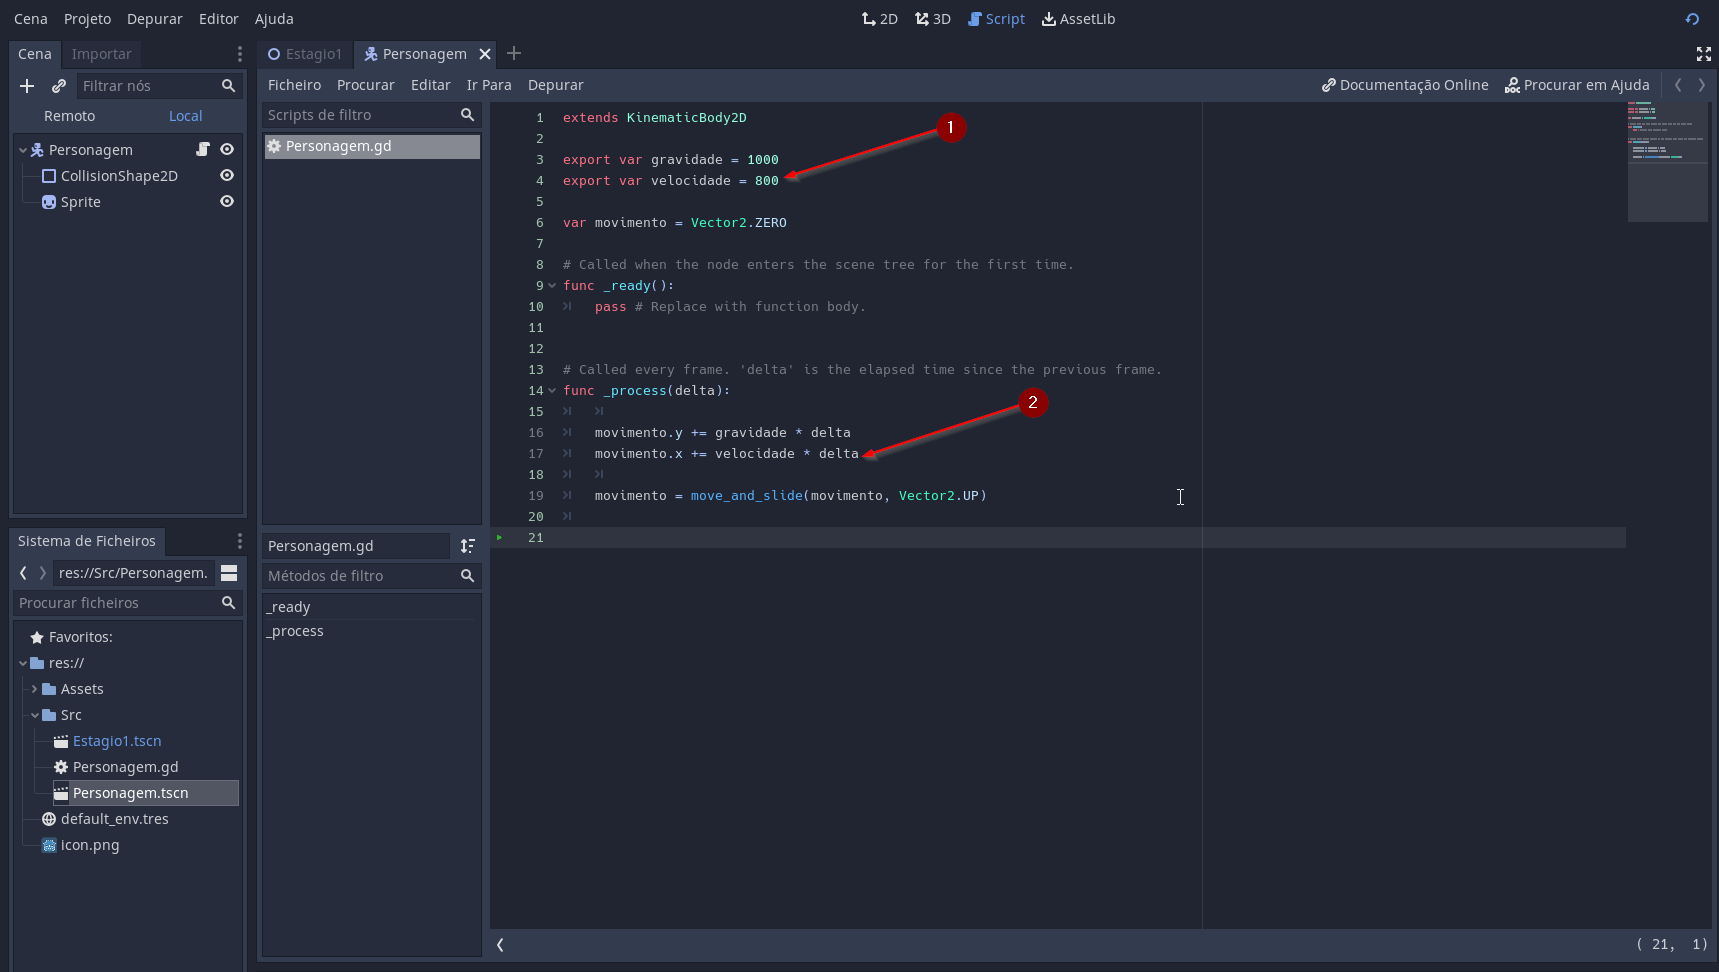 Cena Projeto Depurar Editor Ajuda
2D 3D Script AssetLib
Cena Importar
Filtrar nós
Remoto Local
Personagem
CollisionShape2D
Sprite
Sistema de Ficheiros
res://Src/Personagem.
Procurar ficheiros
Favoritos:
res://
Assets
Src
Estagio1.tscn
Personagem.gd
Personagem.tscn
default_env.tres
icon.png
Estagio1 Personagem
Ficheiro Procurar Editar Ir Para Depurar
Documentação Online Procurar em Ajuda
Scripts de filtro
Personagem.gd
Personagem.gd
Métodos de filtro
_ready
_process
1 extends KinematicBody2D
2
3 export var gravidade = 1000
4 export var velocidade = 800
5
6 var movimento = Vector2.ZERO
7
8 # Called when the node enters the scene tree for the first time.
9 func _ready():
10 pass # Replace with function body.
11
12
13 # Called every frame. 'delta' is the elapsed time since the previous frame.
14 func _process(delta):
15
16 movimento.y += gravidade * delta
17 movimento.x += velocidade * delta
18
19 movimento = move_and_slide(movimento, Vector2.UP)
20
21
1
2
( 21, 1)